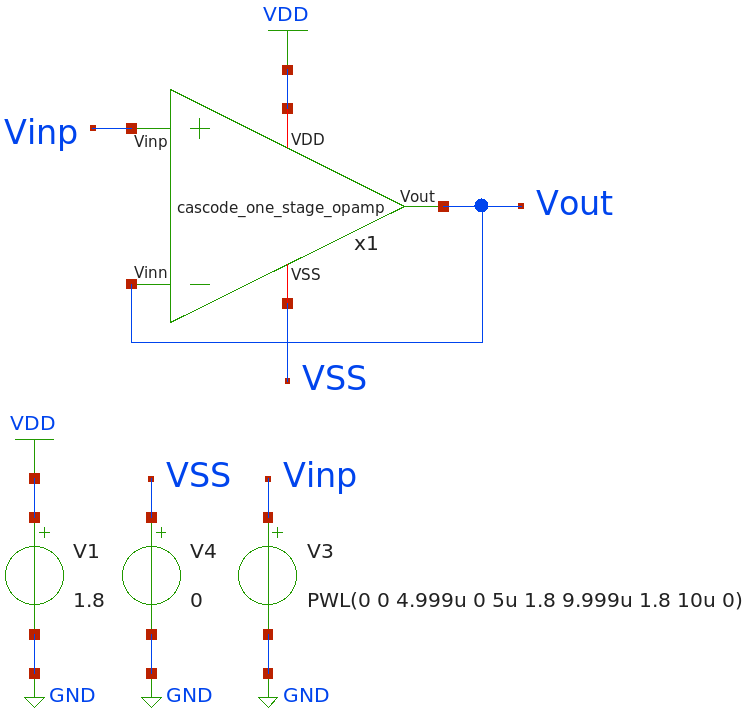 VDD
Vinp
Vinp
VDD
cascode_one_stage_opamp
Vout
Vout
x1
Vinn
VSS
VSS
VDD
VSS
Vinp
V1
V4
V3
1.8
0
PWL(0 0 4.999u 0 5u 1.8 9.999u 1.8 10u 0)
GND
GND
GND